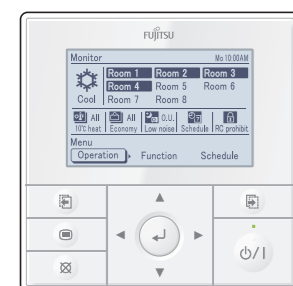 FUJITSU
Monitor Mo 10:00AM
Room 1 Room 2 Room 3
Room 4 Room 5 Room 6
Cool Room 7 Room 8
All All O.U.
10℃ heat Economy Low noise Schedule RC prohibit
Menu
Operation Function Schedule